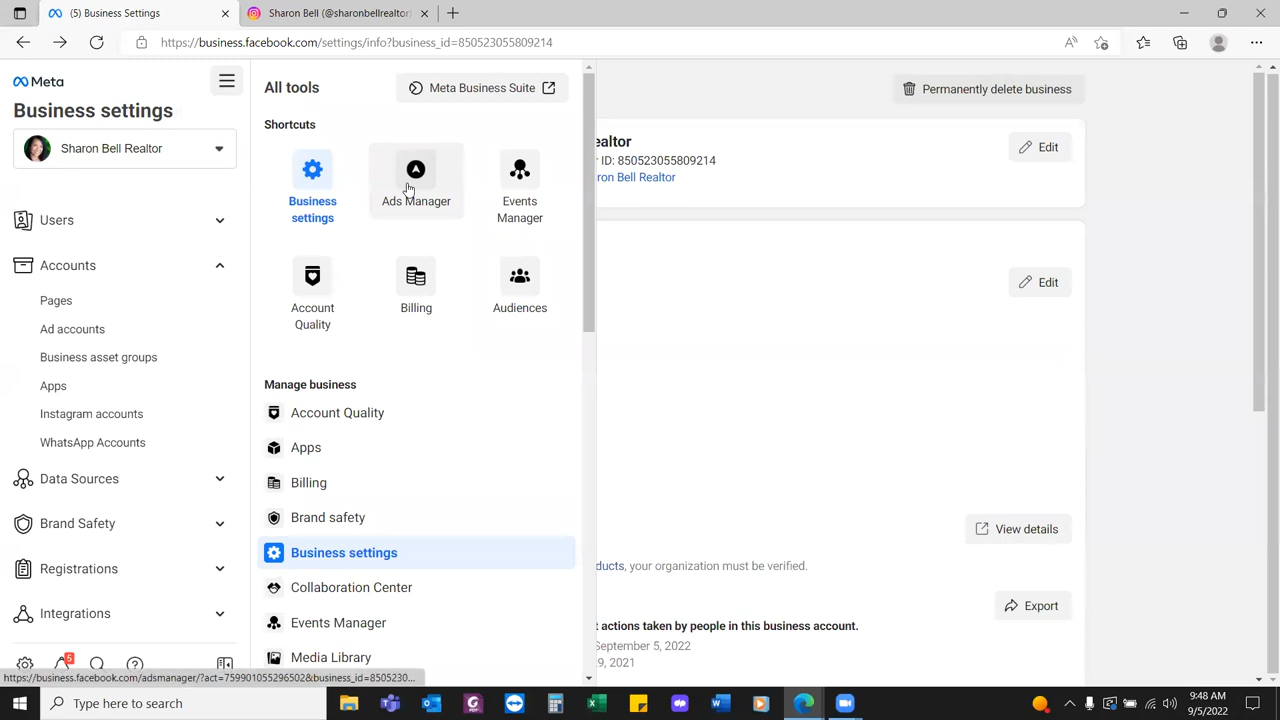 (5) Business Settings
Sharon Bell (@sharonbellrealtor)
https://business.facebook.com/settings/info?business_id=850523055809214
Meta
Business settings
Sharon Bell Realtor
Users
Accounts
Pages
Ad accounts
Business asset groups
Apps
Instagram accounts
WhatsApp Accounts
Data Sources
Brand Safety
Registrations
Integrations
5
All tools
Meta Business Suite
Shortcuts
Business settings
Ads Manager
Events Manager
Account Quality
Billing
Audiences
Manage business
Account Quality
Apps
Billing
Brand safety
Business settings
Collaboration Center
Events Manager
Media Library
Permanently delete business
ealtor
Edit
r ID: 850523055809214
ron Bell Realtor
Edit
View details
ducts, your organization must be verified.
Export
t actions taken by people in this business account.
September 5, 2022
9, 2021
https://business.facebook.com/adsmanager/?act=759901055296502&business_id=8505230...
Type here to search
9:48 AM
9/5/2022